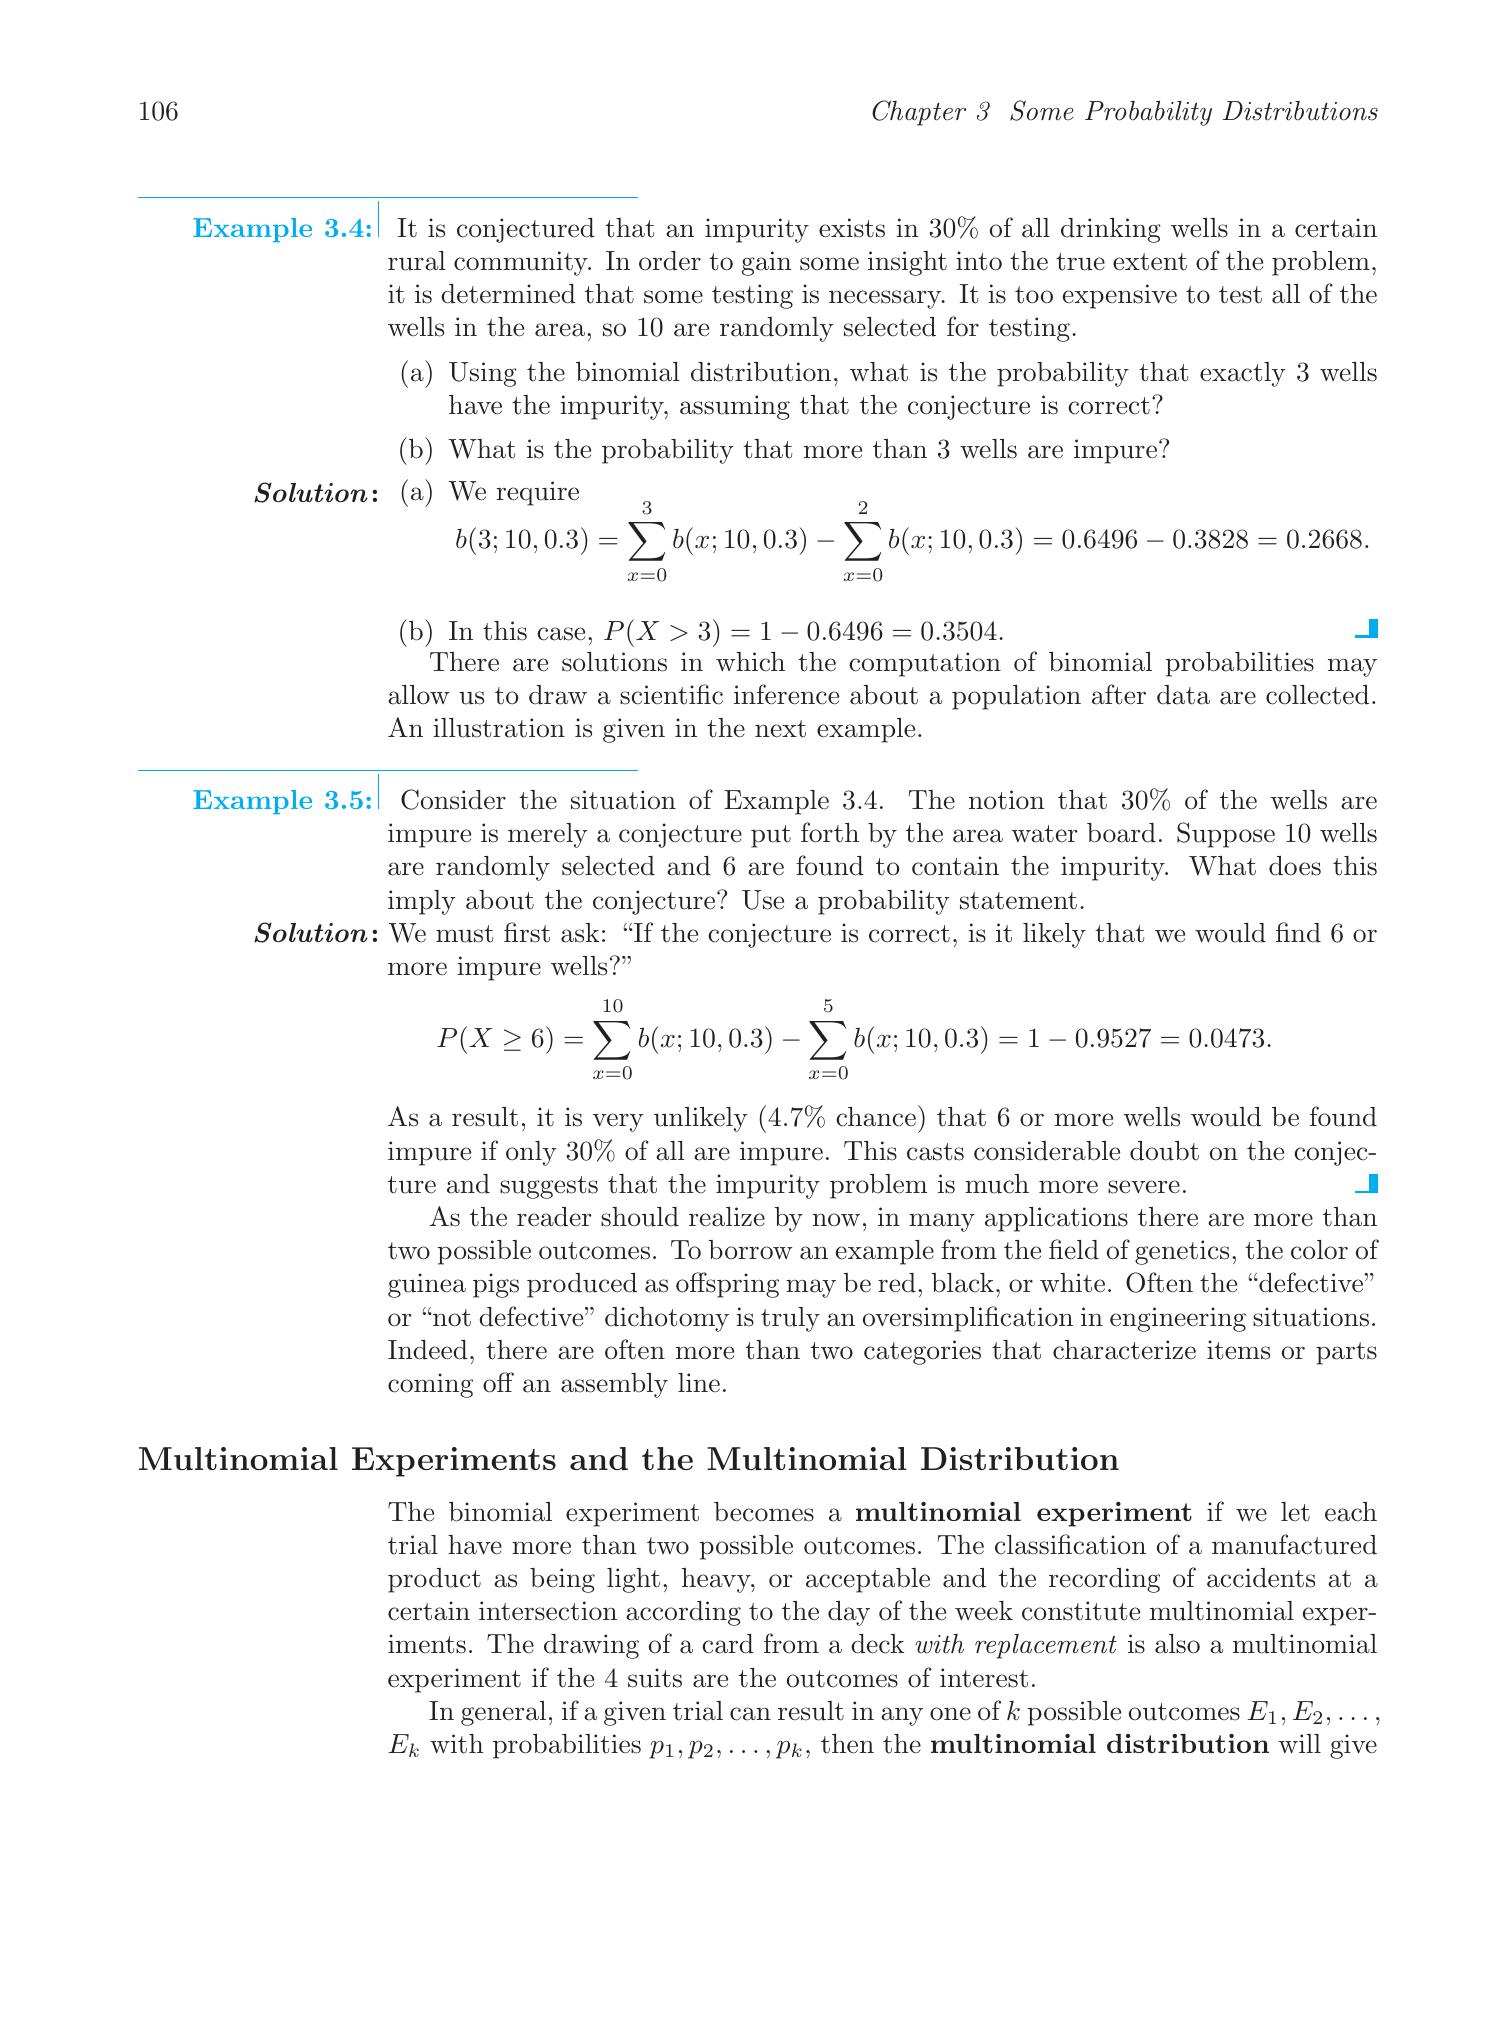 106 Chapter 3 Some Probability Distributions
Example 3.4: It is conjectured that an impurity exists in 30% of all drinking wells in a certain
rural community. In order to gain some insight into the true extent of the problem,
it is determined that some testing is necessary. It is too expensive to test all of the
wells in the area, so 10 are randomly selected for testing.
(a) Using the binomial distribution, what is the probability that exactly 3 wells
have the impurity, assuming that the conjecture is correct?
(b) What is the probability that more than 3 wells are impure?
Solution: (a) We require
b(3; 10, 0.3) = ∑_{x=0}^{3} b(x; 10, 0.3) − ∑_{x=0}^{2} b(x; 10, 0.3) = 0.6496 − 0.3828 = 0.2668.
(b) In this case, P(X > 3) = 1 − 0.6496 = 0.3504.
There are solutions in which the computation of binomial probabilities may
allow us to draw a scientific inference about a population after data are collected.
An illustration is given in the next example.
Example 3.5: Consider the situation of Example 3.4. The notion that 30% of the wells are
impure is merely a conjecture put forth by the area water board. Suppose 10 wells
are randomly selected and 6 are found to contain the impurity. What does this
imply about the conjecture? Use a probability statement.
Solution: We must first ask: “If the conjecture is correct, is it likely that we would find 6 or
more impure wells?”
P(X ≥ 6) = ∑_{x=0}^{10} b(x; 10, 0.3) − ∑_{x=0}^{5} b(x; 10, 0.3) = 1 − 0.9527 = 0.0473.
As a result, it is very unlikely (4.7% chance) that 6 or more wells would be found
impure if only 30% of all are impure. This casts considerable doubt on the conjec-
ture and suggests that the impurity problem is much more severe.
As the reader should realize by now, in many applications there are more than
two possible outcomes. To borrow an example from the field of genetics, the color of
guinea pigs produced as offspring may be red, black, or white. Often the “defective”
or “not defective” dichotomy is truly an oversimplification in engineering situations.
Indeed, there are often more than two categories that characterize items or parts
coming off an assembly line.
Multinomial Experiments and the Multinomial Distribution
The binomial experiment becomes a multinomial experiment if we let each
trial have more than two possible outcomes. The classification of a manufactured
product as being light, heavy, or acceptable and the recording of accidents at a
certain intersection according to the day of the week constitute multinomial exper-
iments. The drawing of a card from a deck with replacement is also a multinomial
experiment if the 4 suits are the outcomes of interest.
In general, if a given trial can result in any one of k possible outcomes E₁, E₂, . . . ,
Eₖ with probabilities p₁, p₂, . . . , pₖ, then the multinomial distribution will give